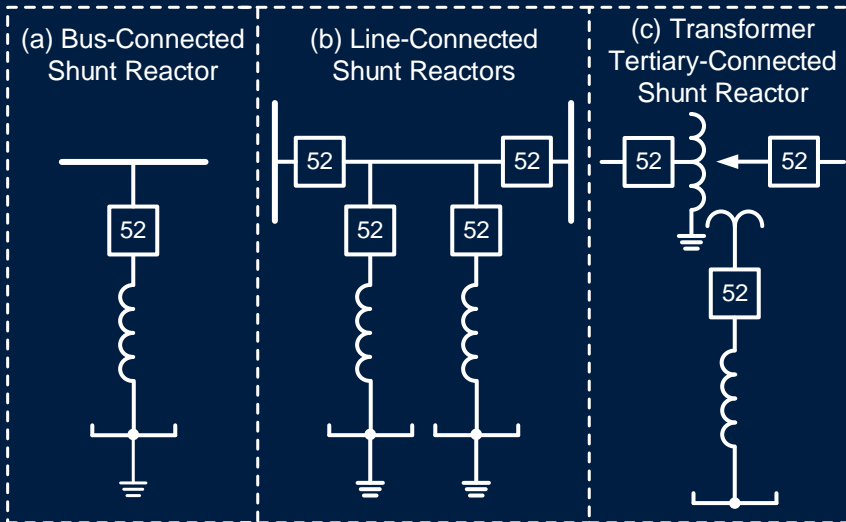 (a) Bus-Connected
Shunt Reactor
52
(b) Line-Connected
Shunt Reactors
52
52
52
52
(c) Transformer
Tertiary-Connected
Shunt Reactor
52
52
52